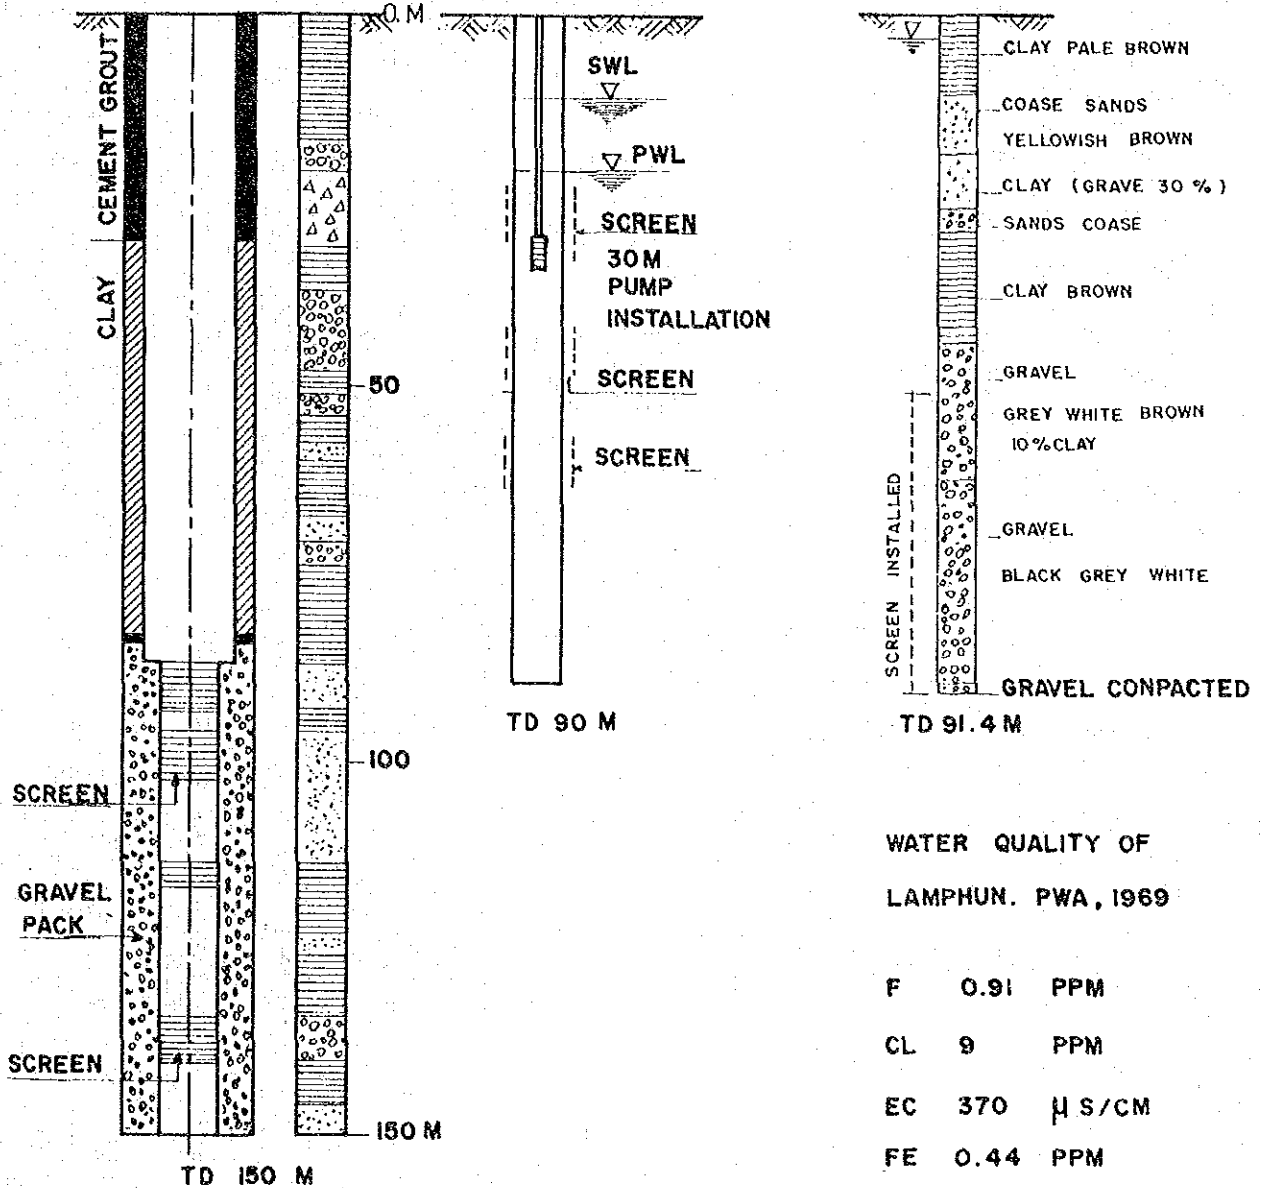 CEMENT GROUT
CLAY
SCREEN
GRAVEL
PACK
SCREEN
TD 150 M
0.M
50
100
150 M
SWL
PWL
SCREEN
30M
PUMP
INSTALLATION
SCREEN
SCREEN
TD 90 M
CLAY PALE BROWN
COASE SANDS
YELLOWISH BROWN
CLAY (GRAVE 30 %)
SANDS COASE
CLAY BROWN
GRAVEL
GREY WHITE BROWN
10% CLAY
GRAVEL
BLACK GREY WHITE
SCREEN INSTALLED
GRAVEL CONPACTED
TD 91.4 M
WATER QUALITY OF
LAMPHUN. PWA, 1969
F 0.91 PPM
CL 9 PPM
EC 370 µ S/CM
FE 0.44 PPM